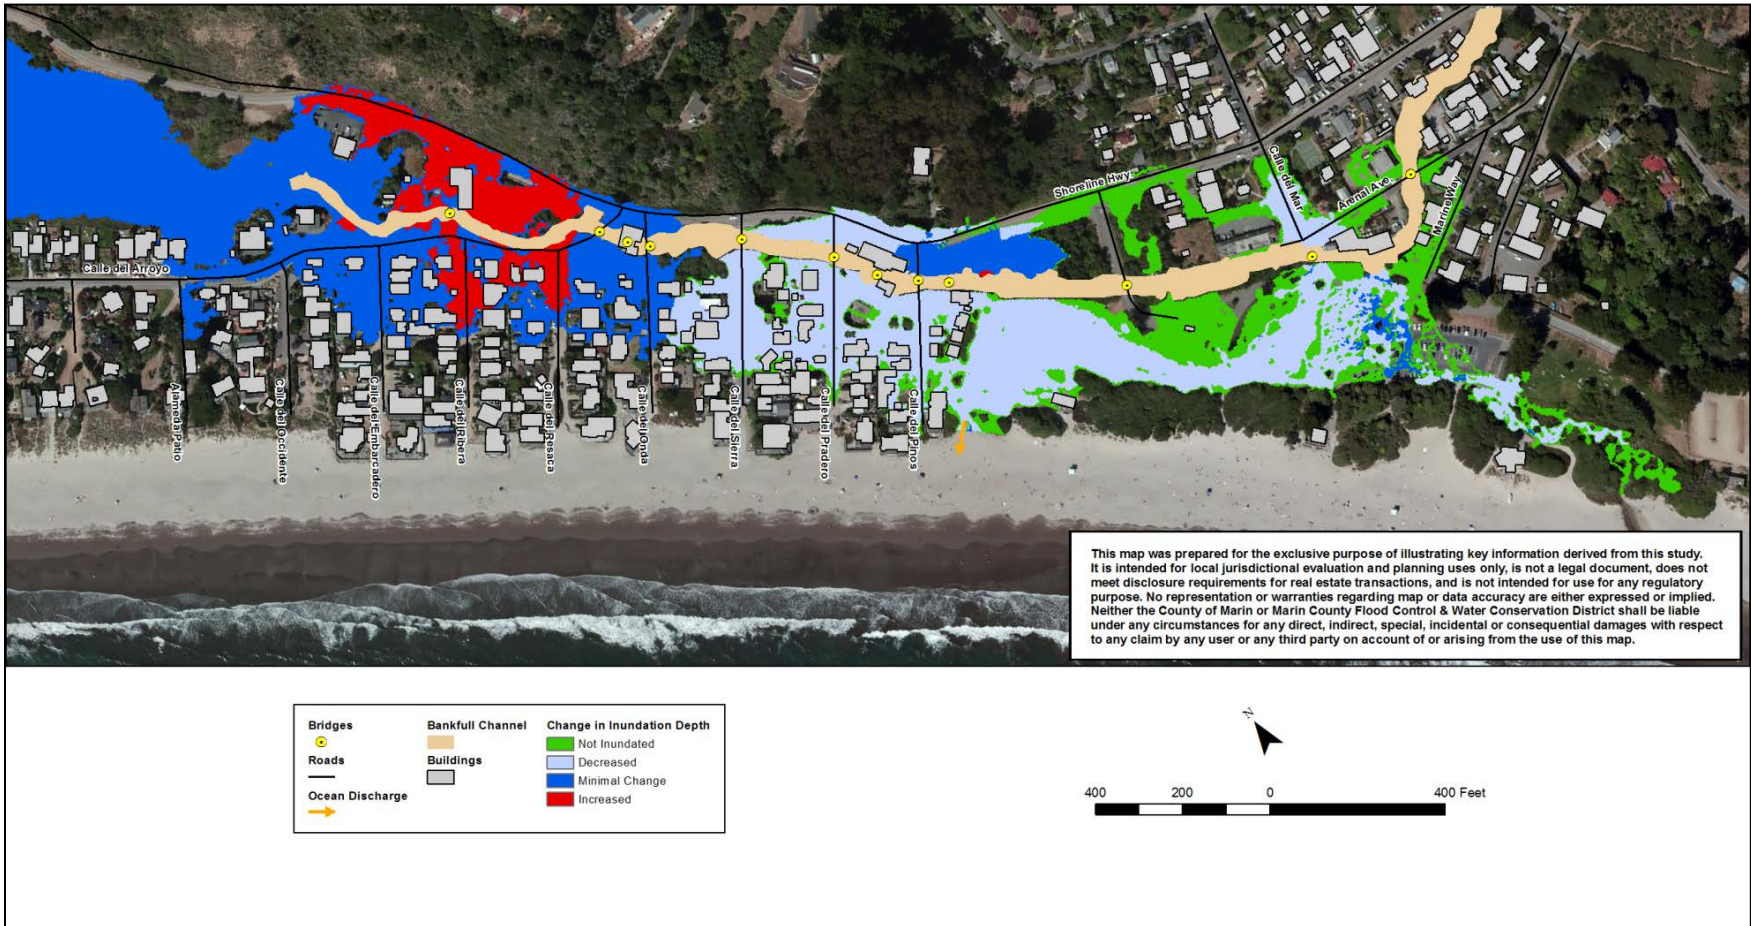 Shoreline Hwy
Calle del Mar
Arenal Ave.
Marine Way
Calle del Arroyo
Alameda Patio
Calle del Occidente
Calle del Embarcadero
Calle del Ribera
Calle del Resaca
Calle del Onda
Calle del Sierra
Calle del Pradero
Calle del Pinos
This map was prepared for the exclusive purpose of illustrating key information derived from this study.
It is intended for local jurisdictional evaluation and planning uses only, is not a legal document, does not
meet disclosure requirements for real estate transactions, and is not intended for use for any regulatory
purpose. No representation or warranties regarding map or data accuracy are either expressed or implied.
Neither the County of Marin or Marin County Flood Control & Water Conservation District shall be liable
under any circumstances for any direct, indirect, special, incidental or consequential damages with respect
to any claim by any user or any third party on account of or arising from the use of this map.
Bridges
Roads
Ocean Discharge
Bankfull Channel
Buildings
Change in Inundation Depth
Not Inundated
Decreased
Minimal Change
Increased
N
400 200 0 400 Feet